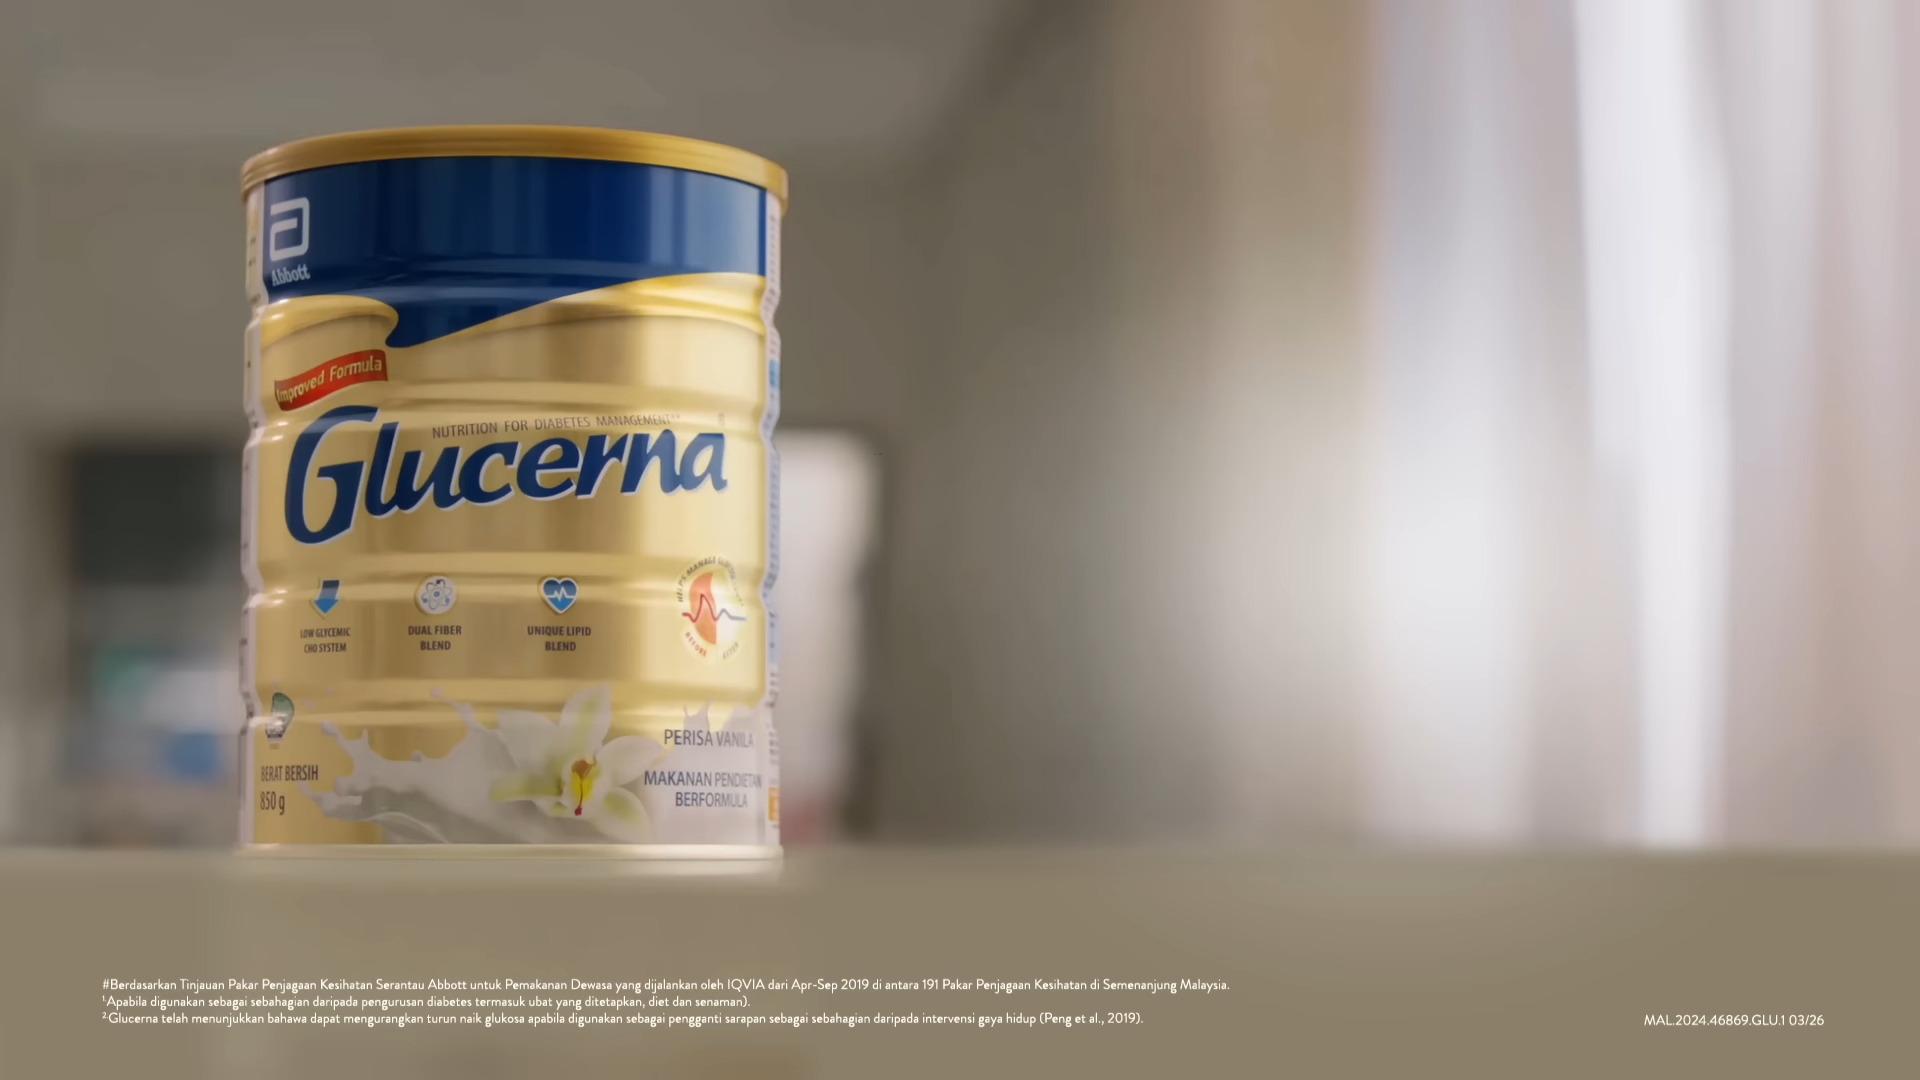 Abbott
Improved Formula
NUTRITION FOR DIABETES MANAGEMENT
Glucerna
LOW GLYCEMIC
CHO SYSTEM
DUAL FIBER
BLEND
UNIQUE LIPID
BLEND
HELPS MANAGE
BEFORE
AFTER
PERISA VANILA
MAKANAN PENDIETAN
BERFORMULA
BERAT BERSIH
850 g
#Berdasarkan Tinjauan Pakar Penjagaan Kesihatan Serantau Abbott untuk Pemakanan Dewasa yang dijalankan oleh IQVIA dari Apr-Sep 2019 di antara 191 Pakar Penjagaan Kesihatan di Semenanjung Malaysia.
¹Apabila digunakan sebagai sebahagian daripada pengurusan diabetes termasuk ubat yang ditetapkan, diet dan senaman).
²Glucerna telah menunjukkan bahawa dapat mengurangkan turun naik glukosa apabila digunakan sebagai pengganti sarapan sebagai sebahagian daripada intervensi gaya hidup (Peng et al., 2019).
MAL.2024.46869.GLU.1 03/26